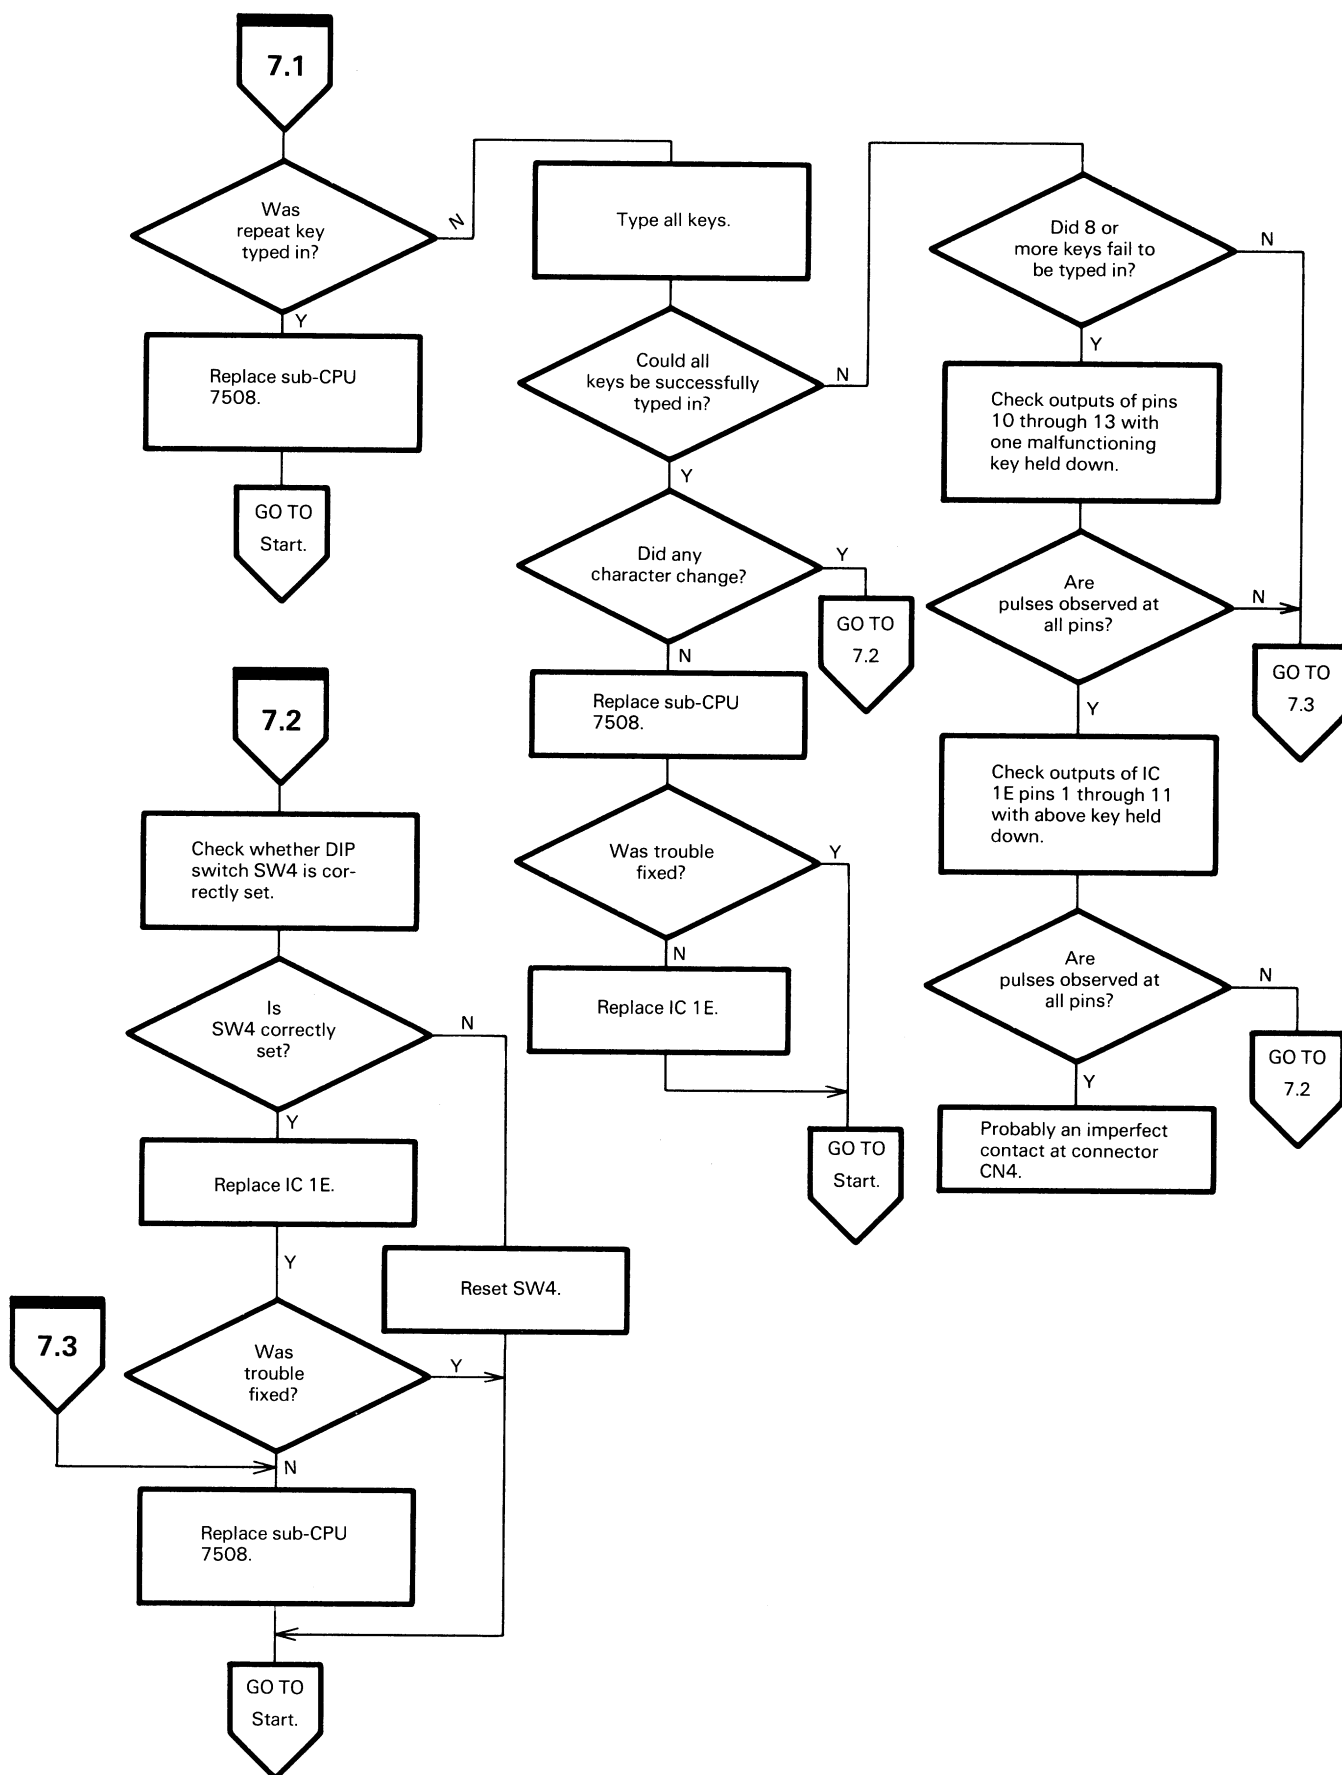 7.1
Was
repeat key
typed in?
N
Y
Replace sub-CPU
7508.
GO TO
Start.
Type all keys.
Could all
keys be successfully
typed in?
N
Y
Did any
character change?
Y
GO TO
7.2
N
Replace sub-CPU
7508.
Was trouble
fixed?
Y
N
Replace IC 1E.
GO TO
Start.
Did 8 or
more keys fail to
be typed in?
N
Y
Check outputs of pins
10 through 13 with
one malfunctioning
key held down.
Are
pulses observed at
all pins?
N
GO TO
7.3
Y
Check outputs of IC
1E pins 1 through 11
with above key held
down.
Are
pulses observed at
all pins?
N
GO TO
7.2
Y
Probably an imperfect
contact at connector
CN4.
7.2
Check whether DIP
switch SW4 is cor-
rectly set.
Is
SW4 correctly
set?
N
Y
Replace IC 1E.
Y
Reset SW4.
7.3
Was
trouble
fixed?
Y
N
Replace sub-CPU
7508.
GO TO
Start.